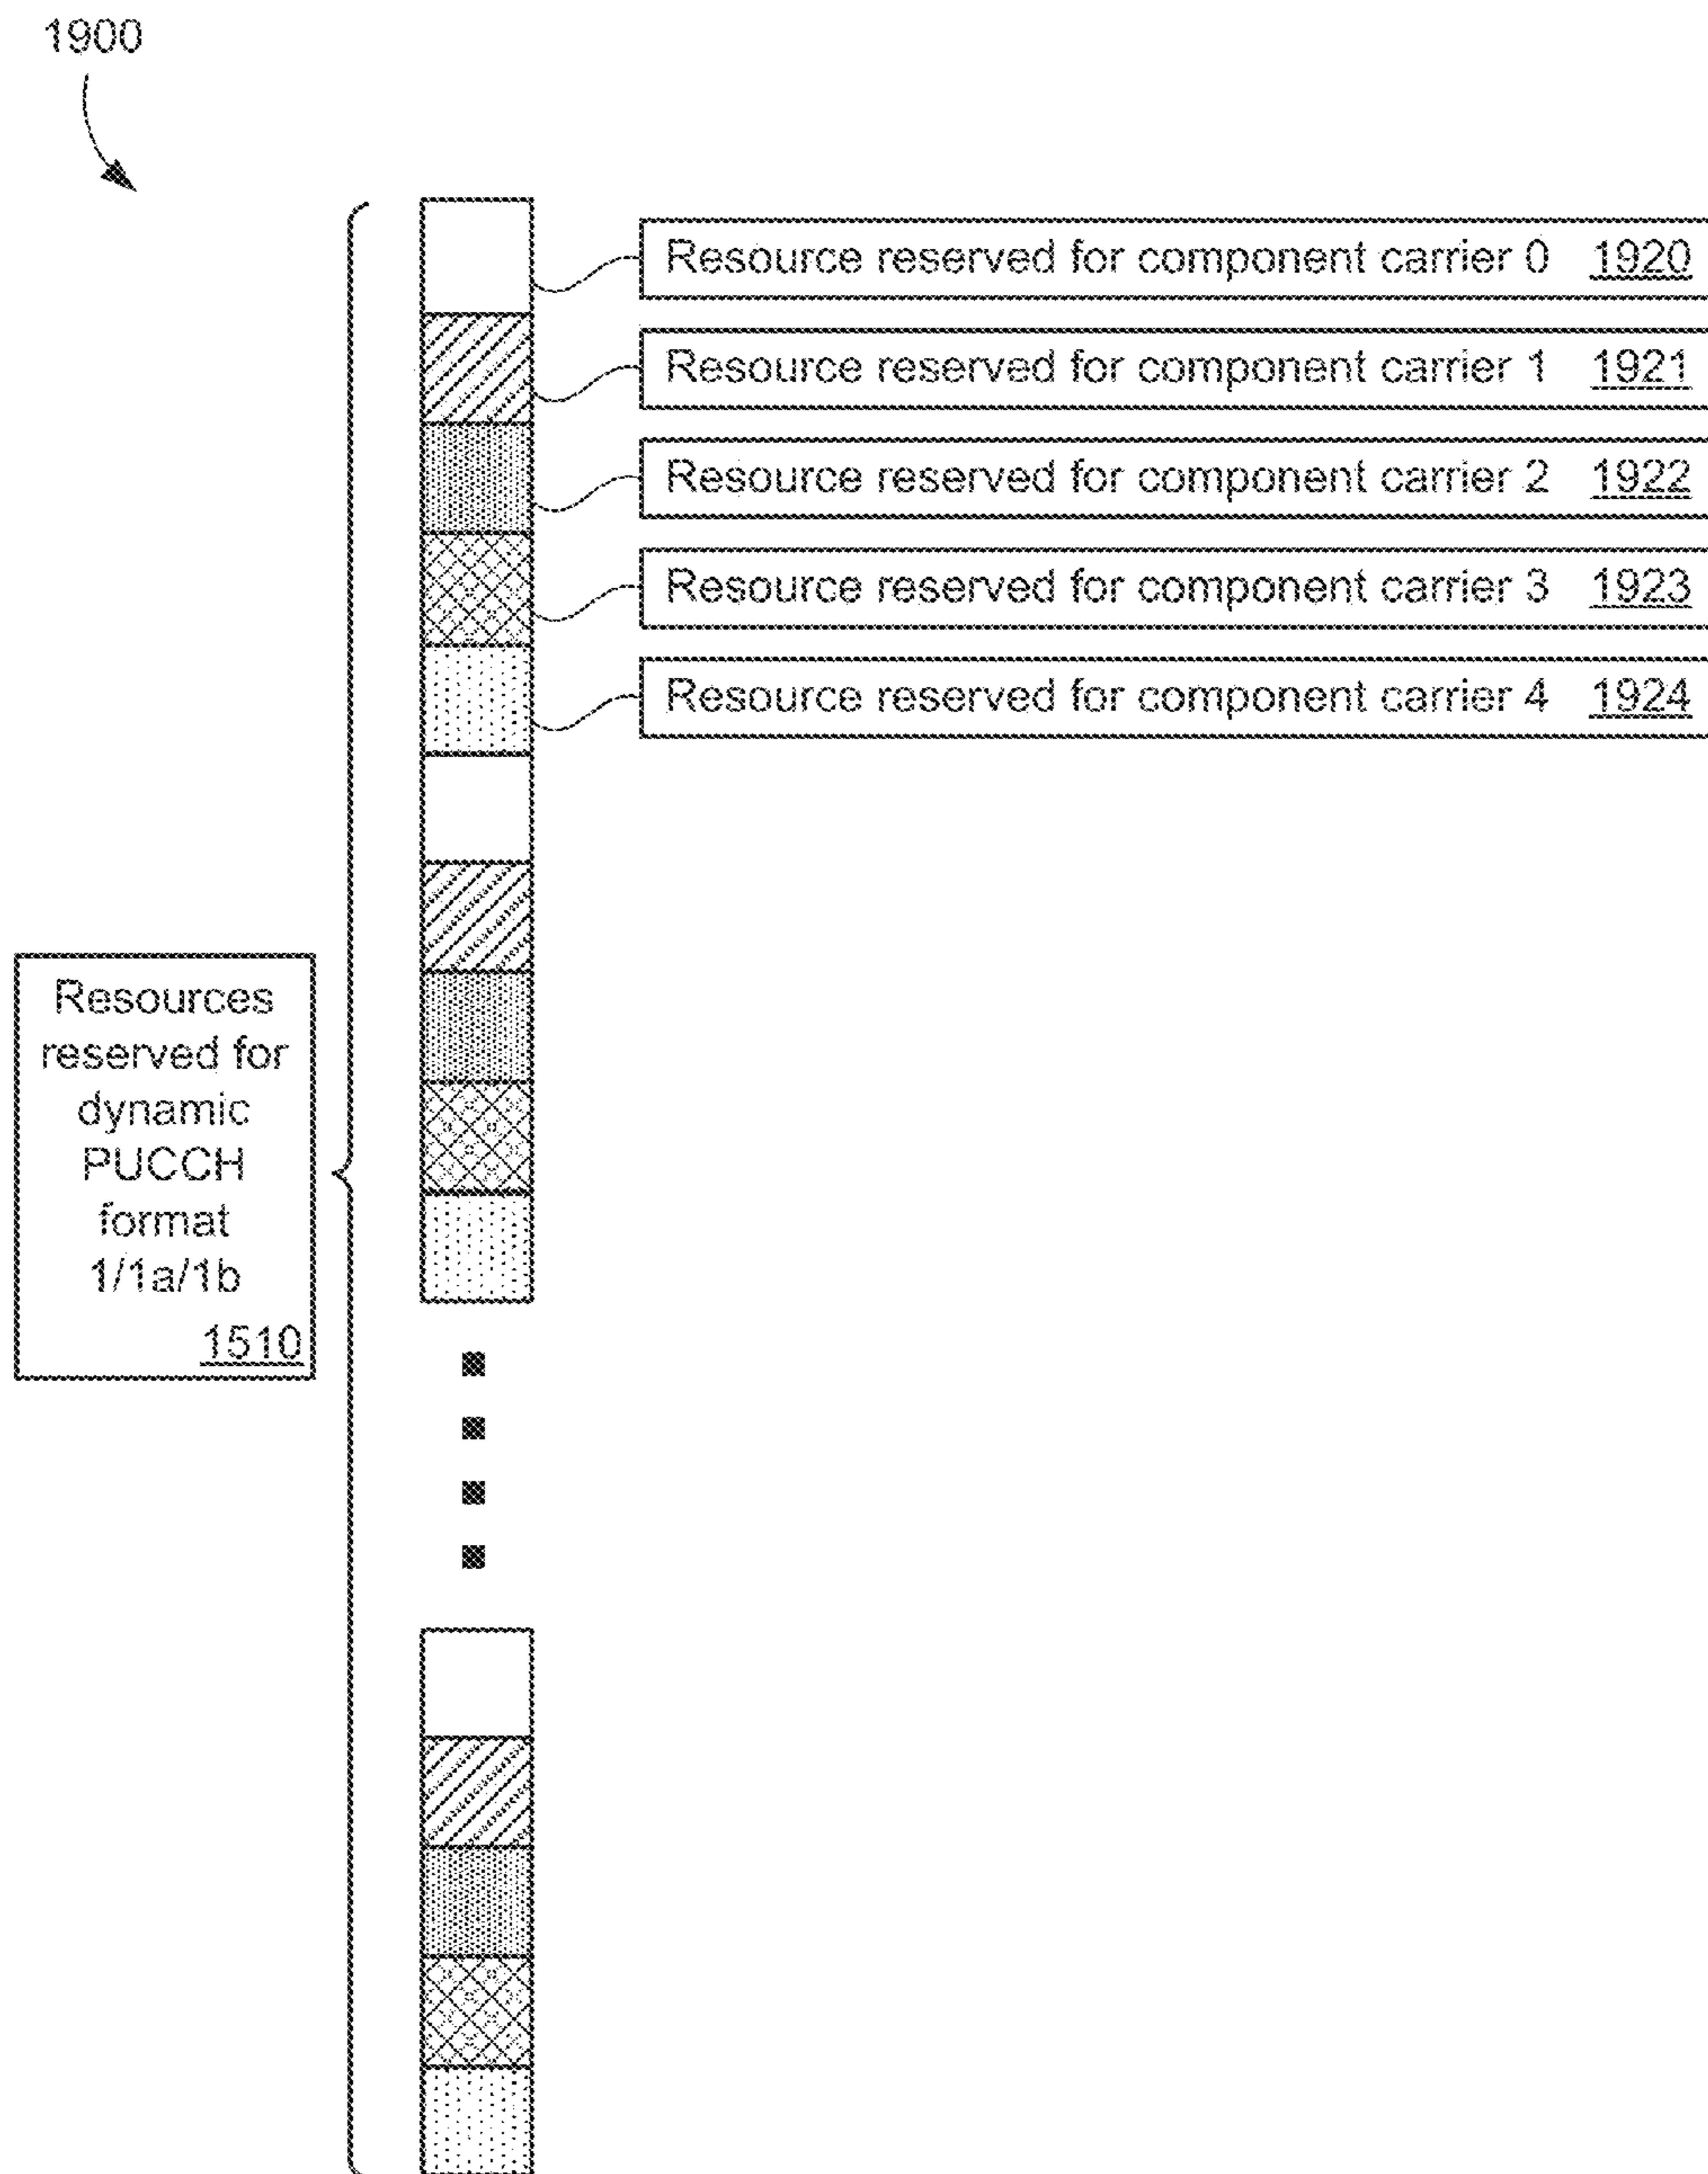 1900
Resource reserved for component carrier 0 1920
Resource reserved for component carrier 1 1921
Resource reserved for component carrier 2 1922
Resource reserved for component carrier 3 1923
Resource reserved for component carrier 4 1924
Resources
reserved for
dynamic
PUCCH
format
1/1a/1b
1510